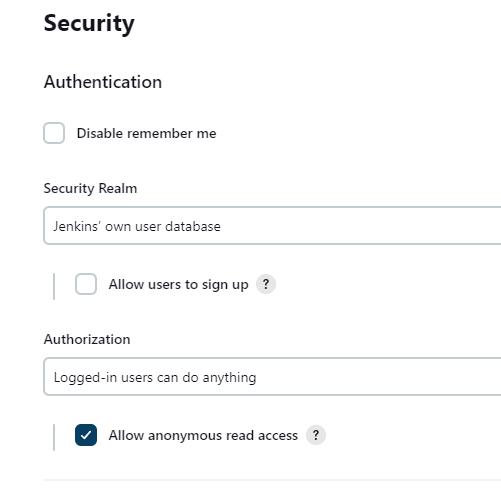 Security
Authentication
Disable remember me
Security Realm
Jenkins' own user database
Allow users to sign up ?
Authorization
Logged-in users can do anything
Allow anonymous read access ?